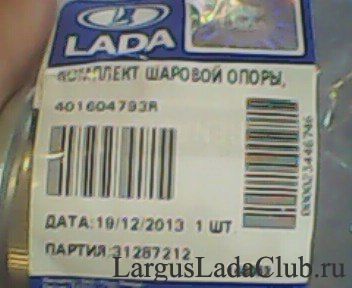 LADA
КОМПЛЕКТ ШАРОВОЙ ОПОРЫ,
401604793R
ДАТА:19/12/2013 1 ШТ
ПАРТИЯ:31287212
LargusLadaClub.ru